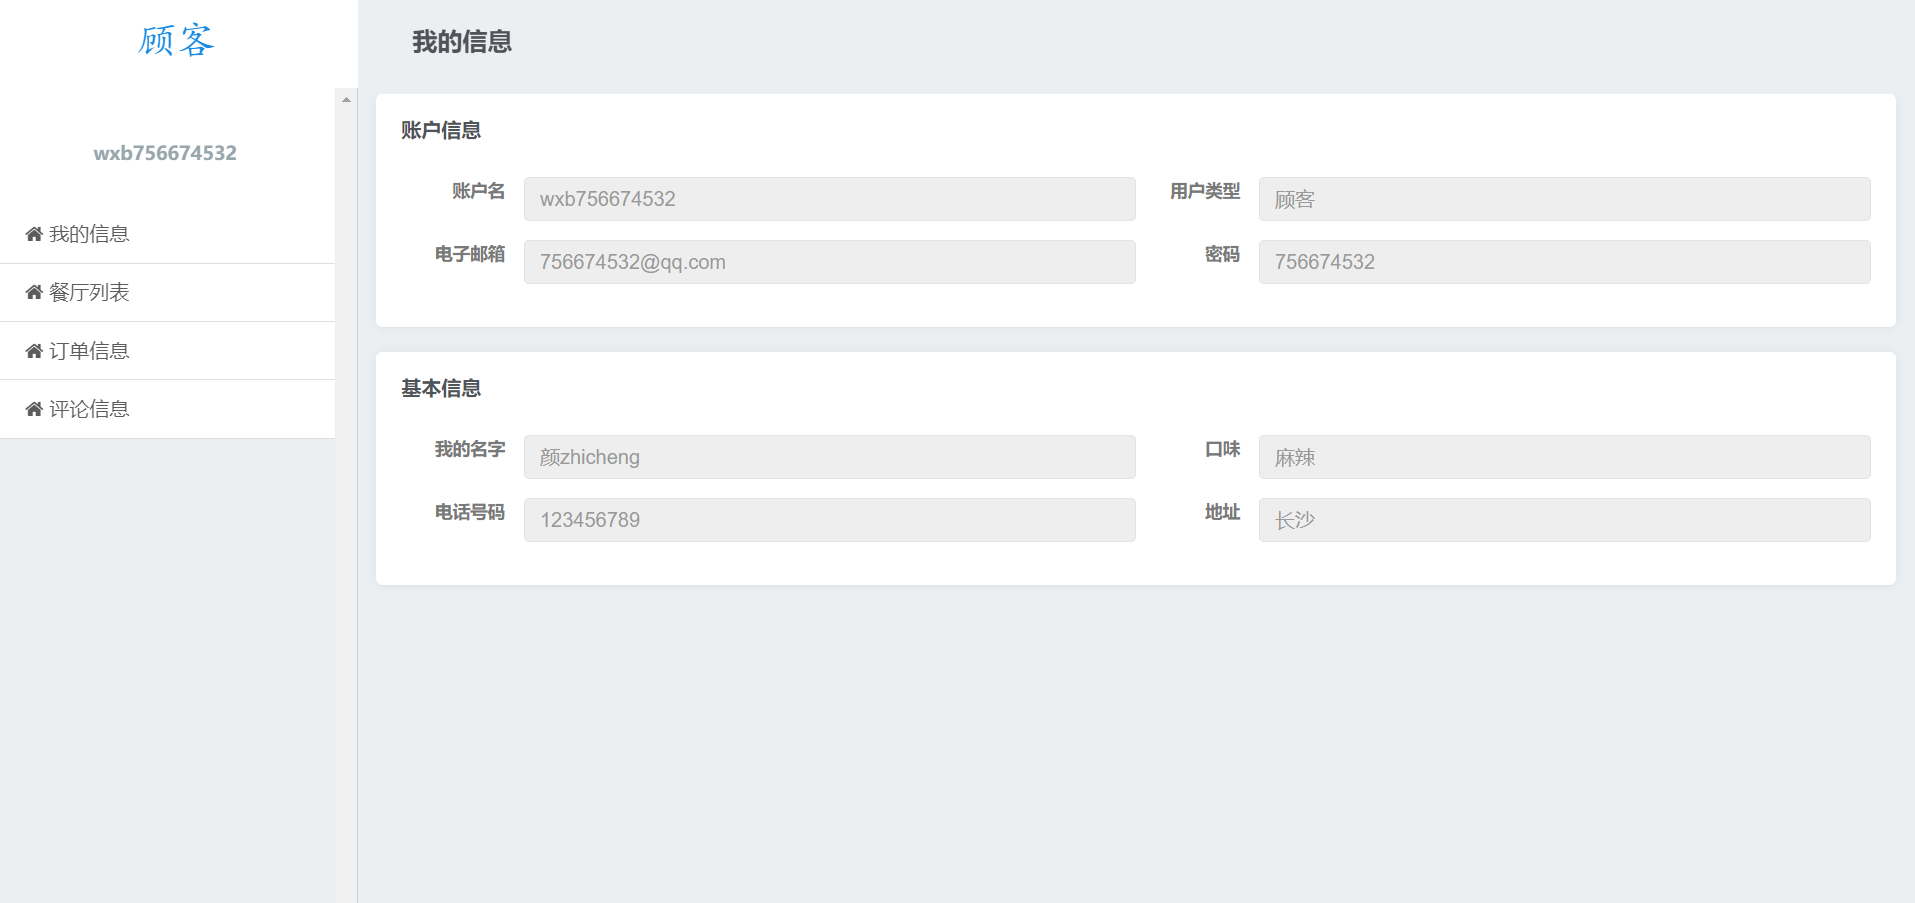 顾客
wxb756674532
我的信息
餐厅列表
订单信息
评论信息
我的信息
账户信息
账户名 wxb756674532 用户类型 顾客
电子邮箱 756674532@qq.com 密码 756674532
基本信息
我的名字 颜zhicheng 口味 麻辣
电话号码 123456789 地址 长沙